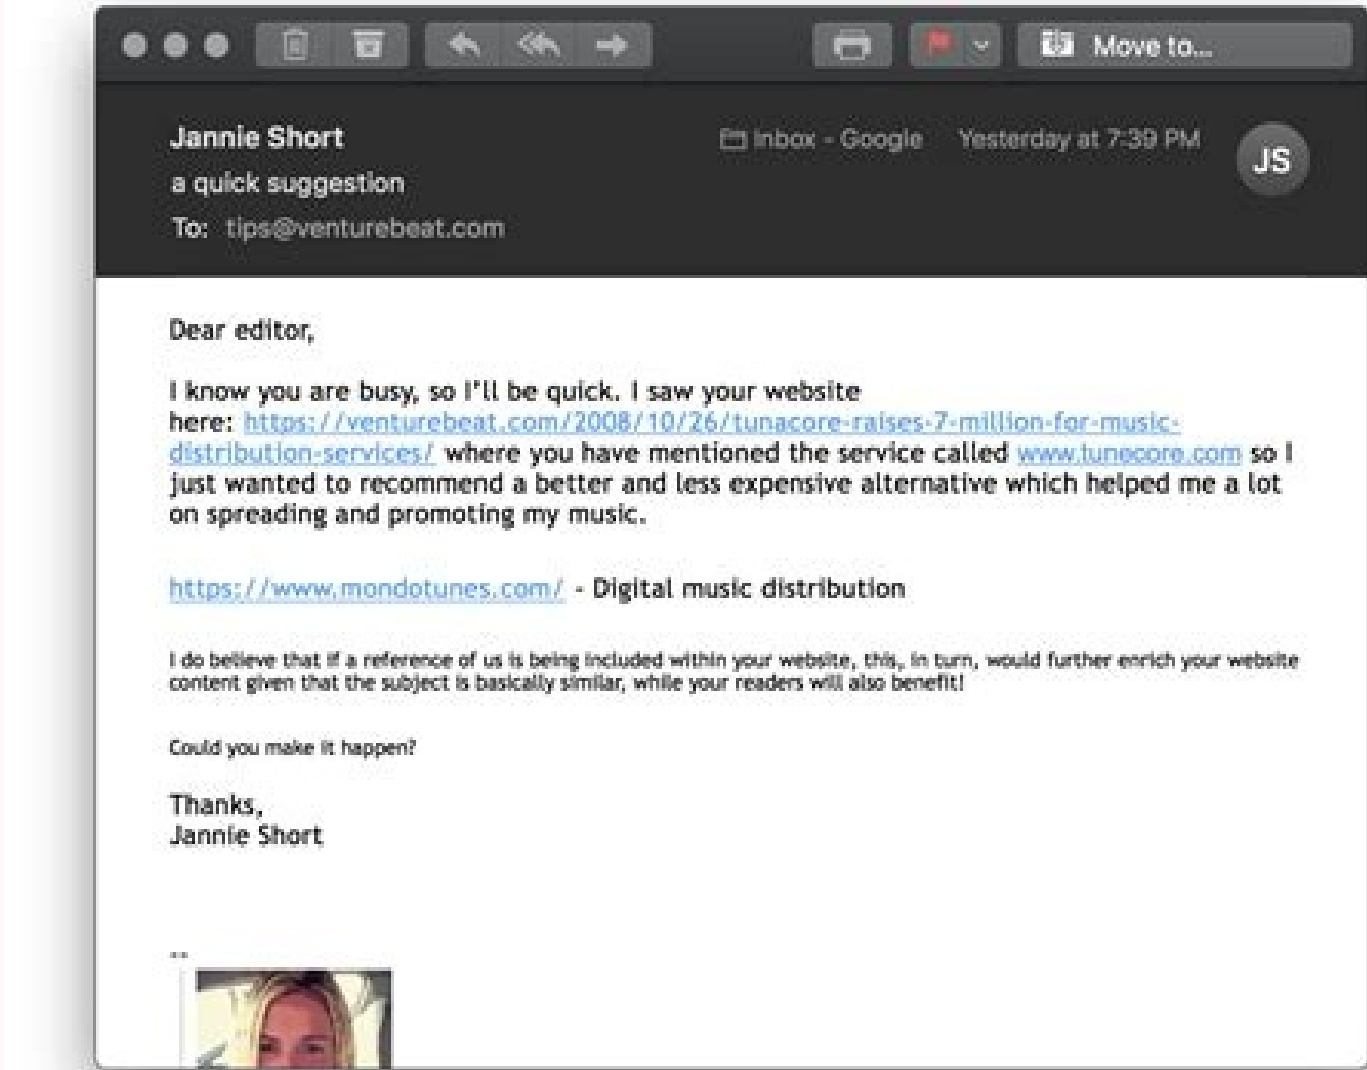 Move to...
Jannie Short
Inbox - Google Yesterday at 7:39 PM
JS
a quick suggestion
To: tips@venturebeat.com
Dear editor,
I know you are busy, so I'll be quick. I saw your website
here: https://venturebeat.com/2008/10/26/tunacore-raises-7-million-for-music-
distribution-services/ where you have mentioned the service called www.tunecore.com so I
just wanted to recommend a better and less expensive alternative which helped me a lot
on spreading and promoting my music.
https://www.mondotunes.com/ - Digital music distribution
I do believe that if a reference of us is being included within your website, this, in turn, would further enrich your website
content given that the subject is basically similar, while your readers will also benefit!
Could you make it happen?
Thanks,
Jannie Short
--